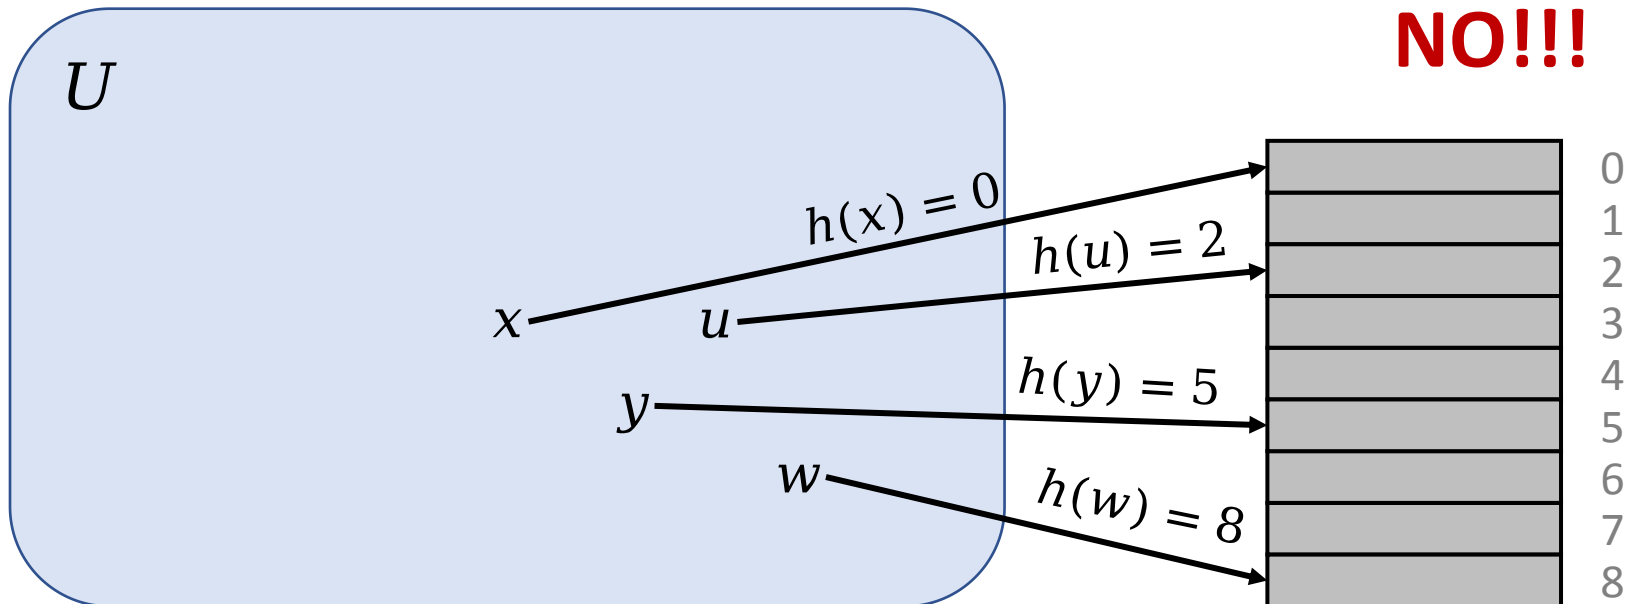 NO!!!
U
h(x) = 0
h(u) = 2
x
u
h(y) = 5
y
w
h(w) = 8
0
1
2
3
4
5
6
7
8